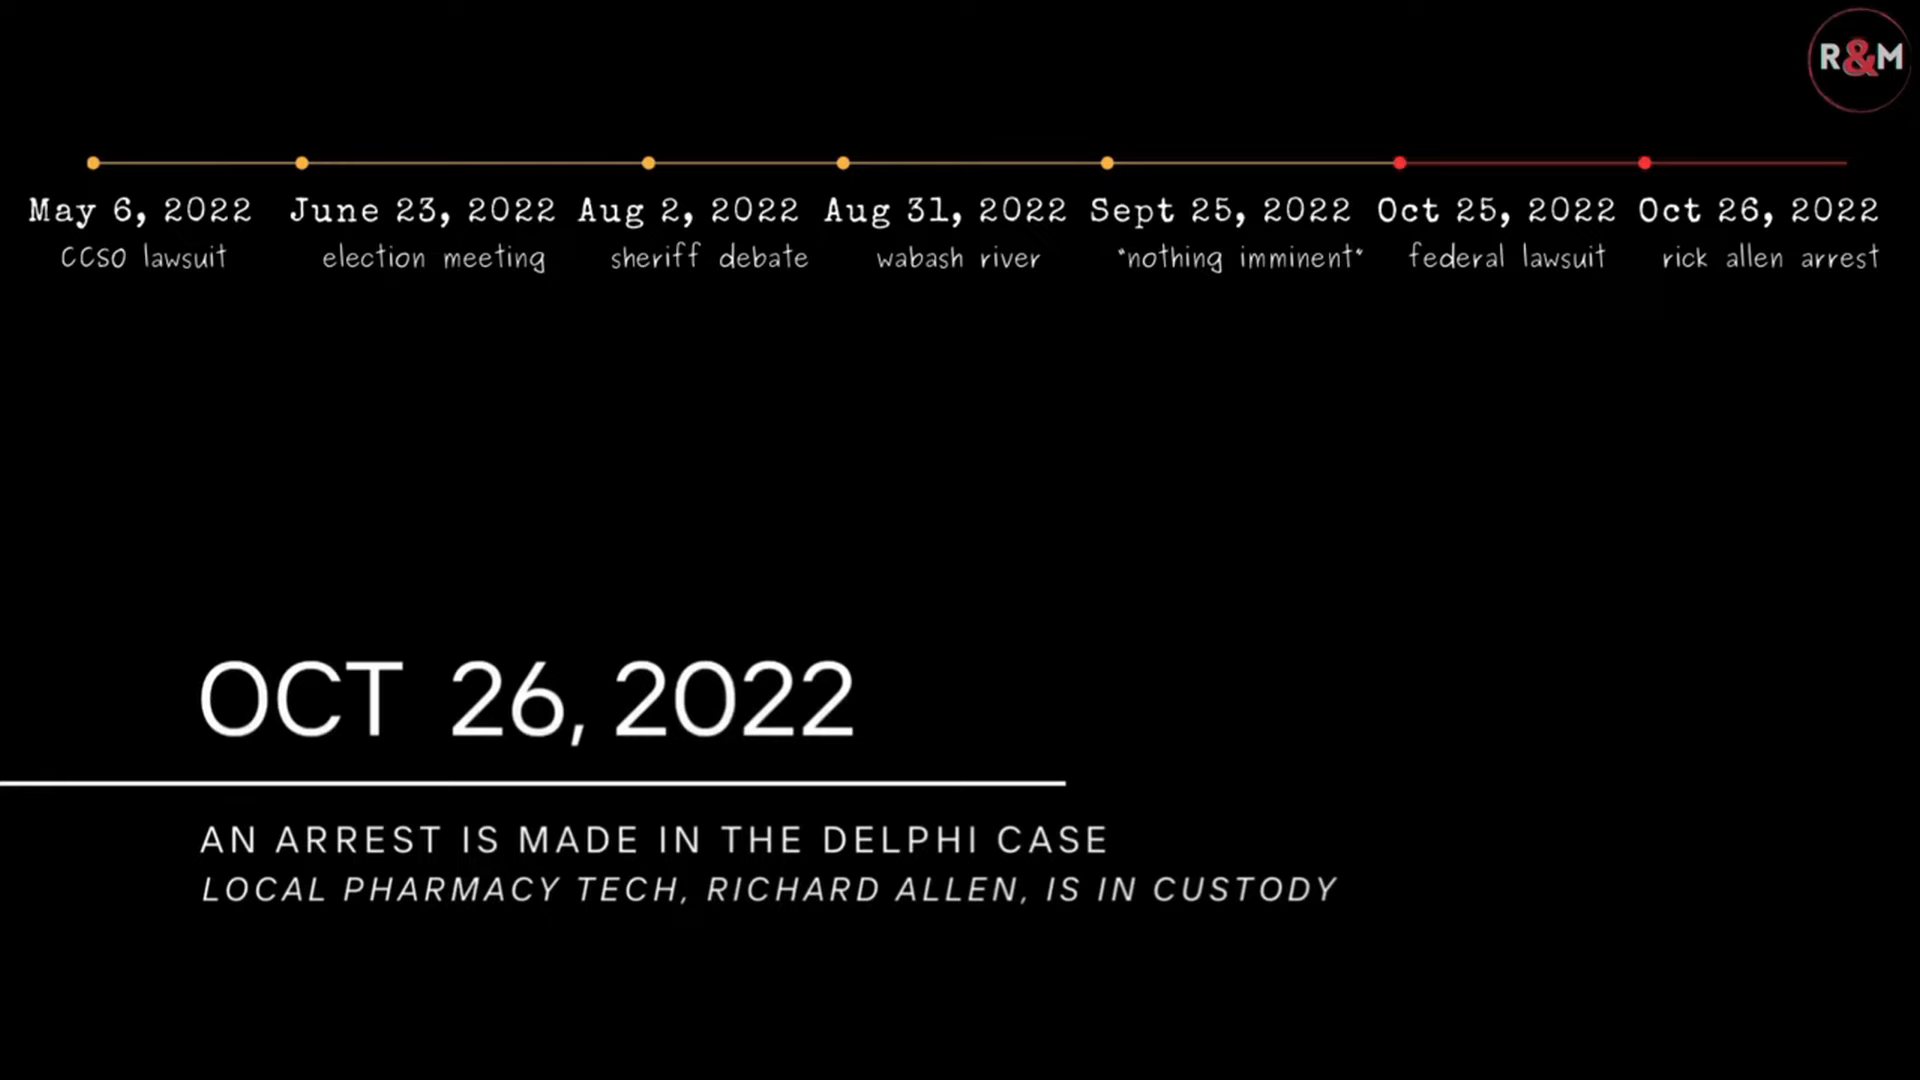 R&M
May 6, 2022 June 23, 2022 Aug 2, 2022 Aug 31, 2022 Sept 25, 2022 Oct 25, 2022 Oct 26, 2022
CCSO lawsuit election meeting sheriff debate wabash river "nothing imminent" federal lawsuit rick allen arrest
OCT 26, 2022
AN ARREST IS MADE IN THE DELPHI CASE
LOCAL PHARMACY TECH, RICHARD ALLEN, IS IN CUSTODY